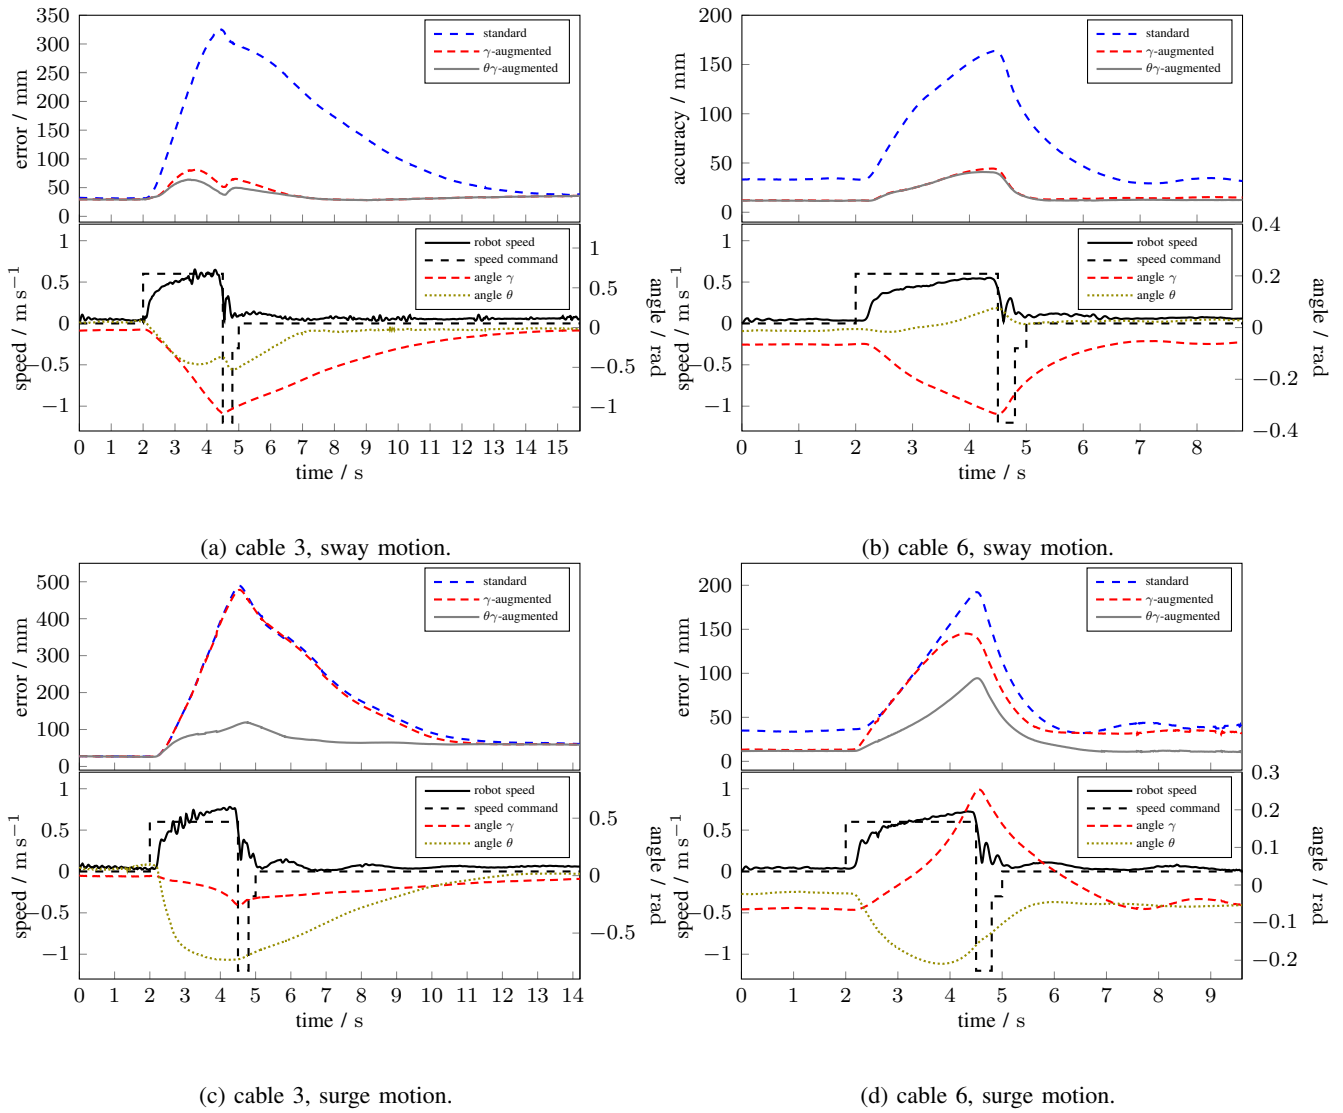 350
300
250
200
150
100
50
0
error / mm
standard
γ-augmented
θγ-augmented
1
0.5
0
−0.5
−1
speed / m s−1
1
0.5
0
−0.5
−1
angle / rad
robot speed
speed command
angle γ
angle θ
0 1 2 3 4 5 6 7 8 9 10 11 12 13 14 15
time / s
(a) cable 3, sway motion.
200
150
100
50
0
accuracy / mm
standard
γ-augmented
θγ-augmented
1
0.5
0
−0.5
−1
speed / m s−1
0.4
0.2
0
−0.2
−0.4
angle / rad
robot speed
speed command
angle γ
angle θ
0 1 2 3 4 5 6 7 8
time / s
(b) cable 6, sway motion.
500
400
300
200
100
0
error / mm
standard
γ-augmented
θγ-augmented
1
0.5
0
−0.5
−1
speed / m s−1
0.5
0
−0.5
angle / rad
robot speed
speed command
angle γ
angle θ
0 1 2 3 4 5 6 7 8 9 10 11 12 13 14
time / s
(c) cable 3, surge motion.
200
150
100
50
0
error / mm
standard
γ-augmented
θγ-augmented
1
0.5
0
−0.5
−1
speed / m s−1
0.3
0.2
0.1
0
−0.1
−0.2
angle / rad
robot speed
speed command
angle γ
angle θ
0 1 2 3 4 5 6 7 8 9
time / s
(d) cable 6, surge motion.